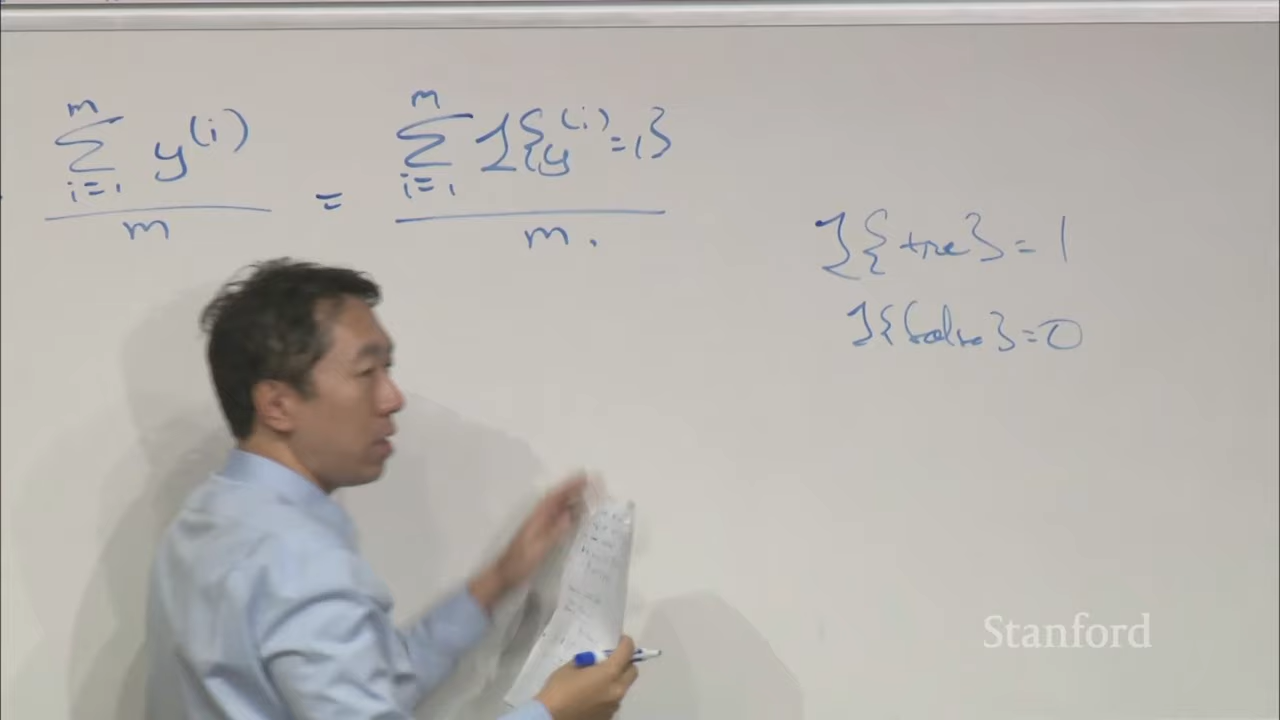 ∑_{i=1}^{m} y^{(i)} / m = ∑_{i=1}^{m} 1{y^{(i)}=1} / m.
1{true}=1
1{false}=0
Stanford